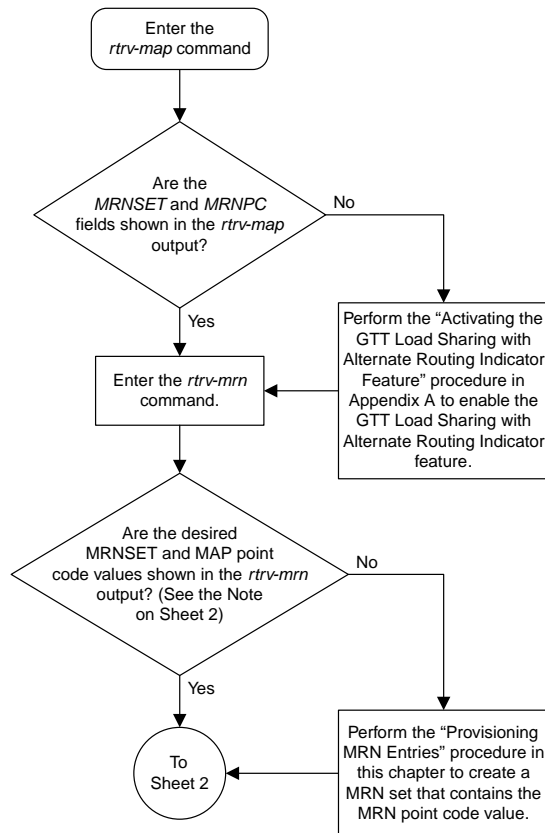 Enter the
rtrv-map
command
Are the
MRNSET and MRNPC
fields shown in the rtrv-map
output?
No
Yes
Perform the “Activating the
GTT Load Sharing with
Alternate Routing Indicator
Feature” procedure in
Appendix A to enable the
GTT Load Sharing with
Alternate Routing Indicator
feature.
Enter the rtrv-mrn
command.
Are the desired
MRNSET and MAP point
code values shown in the rtrv-mrn
output? (See the Note
on Sheet 2)
No
Yes
Perform the “Provisioning
MRN Entries” procedure in
this chapter to create a
MRN set that contains the
MRN point code value.
To
Sheet 2